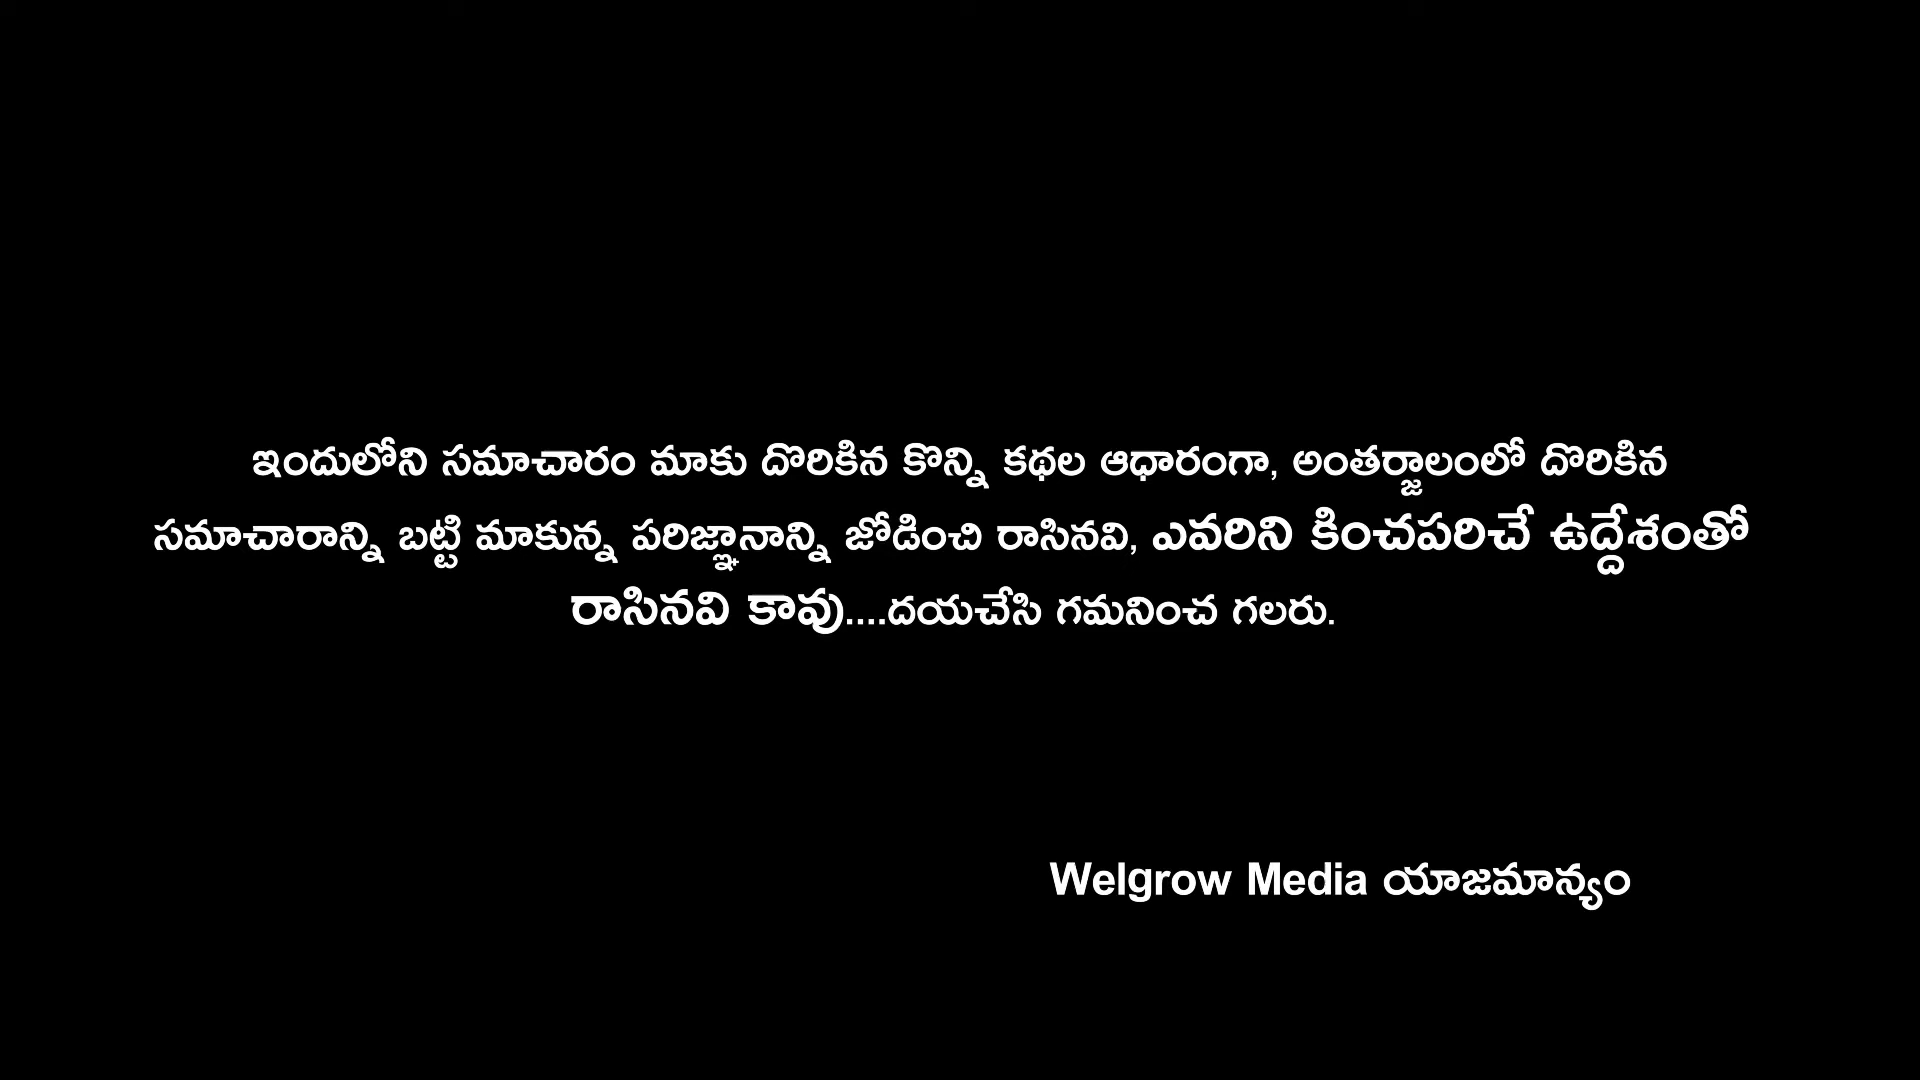 ఇందులోని సమాచారం మాకు దొరికిన కొన్ని కథల ఆధారంగా, అంతర్జాలంలో దొరికిన
సమాచారాన్ని బట్టి మాకున్న పరిజ్ఞానాన్ని జోడించి రాసినవి, ఎవరిని కించపరిచే ఉద్దేశంతో
రాసినవి కావు....దయచేసి గమనించ గలరు.
Welgrow Media యాజమాన్యం